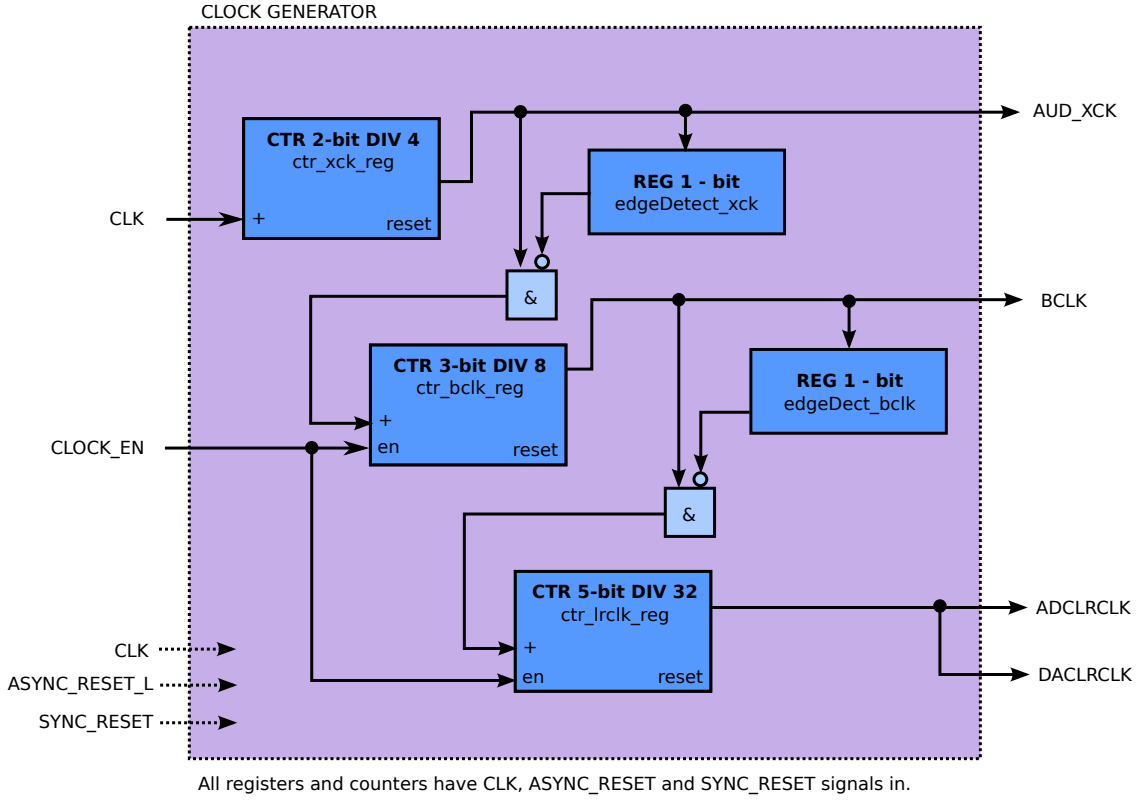 CLOCK GENERATOR
AUD_XCK
CTR 2-bit DIV 4
ctr_xck_reg
REG 1 - bit
edgeDetect_xck
CLK
+
reset
&
BCLK
CTR 3-bit DIV 8
ctr_bclk_reg
REG 1 - bit
edgeDect_bclk
+
CLOCK_EN
en
reset
&
CTR 5-bit DIV 32
ctr_lrclk_reg
ADCLRCLK
+
CLK
en
reset
DACLRCLK
ASYNC_RESET_L
SYNC_RESET
All registers and counters have CLK, ASYNC_RESET and SYNC_RESET signals in.